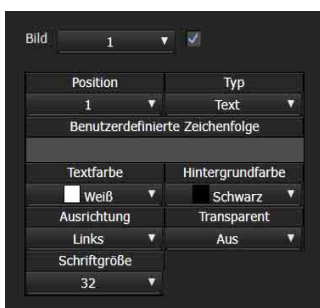 Bild 1
Position Typ
1 Text
Benutzerdefinierte Zeichenfolge
Textfarbe Hintergrundfarbe
Weiß Schwarz
Ausrichtung Transparent
Links Aus
Schriftgröße
32